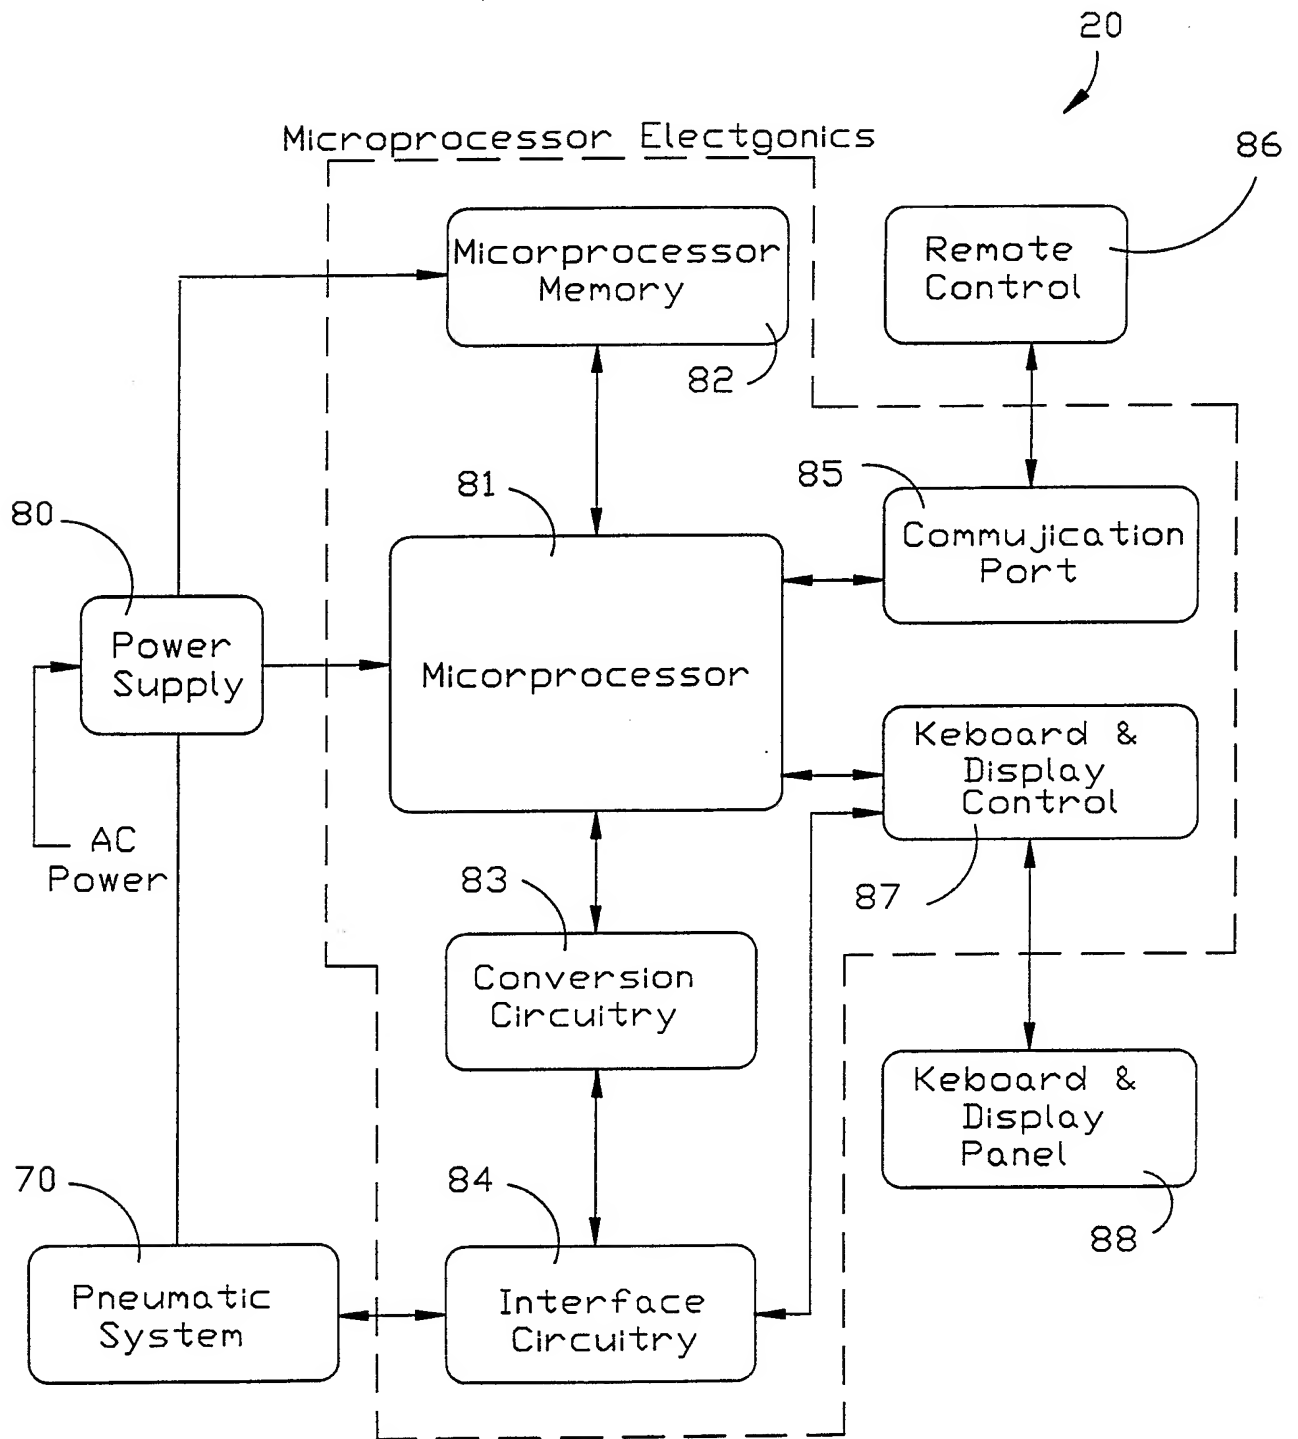 20
Microprocessor Electgonics
86
Micorprocessor
Memory
82
Remote
Control
81
85
Commujication
Port
80
Power
Supply
Micorprocessor
Keboard &
Display
Control
87
AC
Power
83
Conversion
Circuitry
Keboard &
Display
Panel
88
70
84
Pneumatic
System
Interface
Circuitry